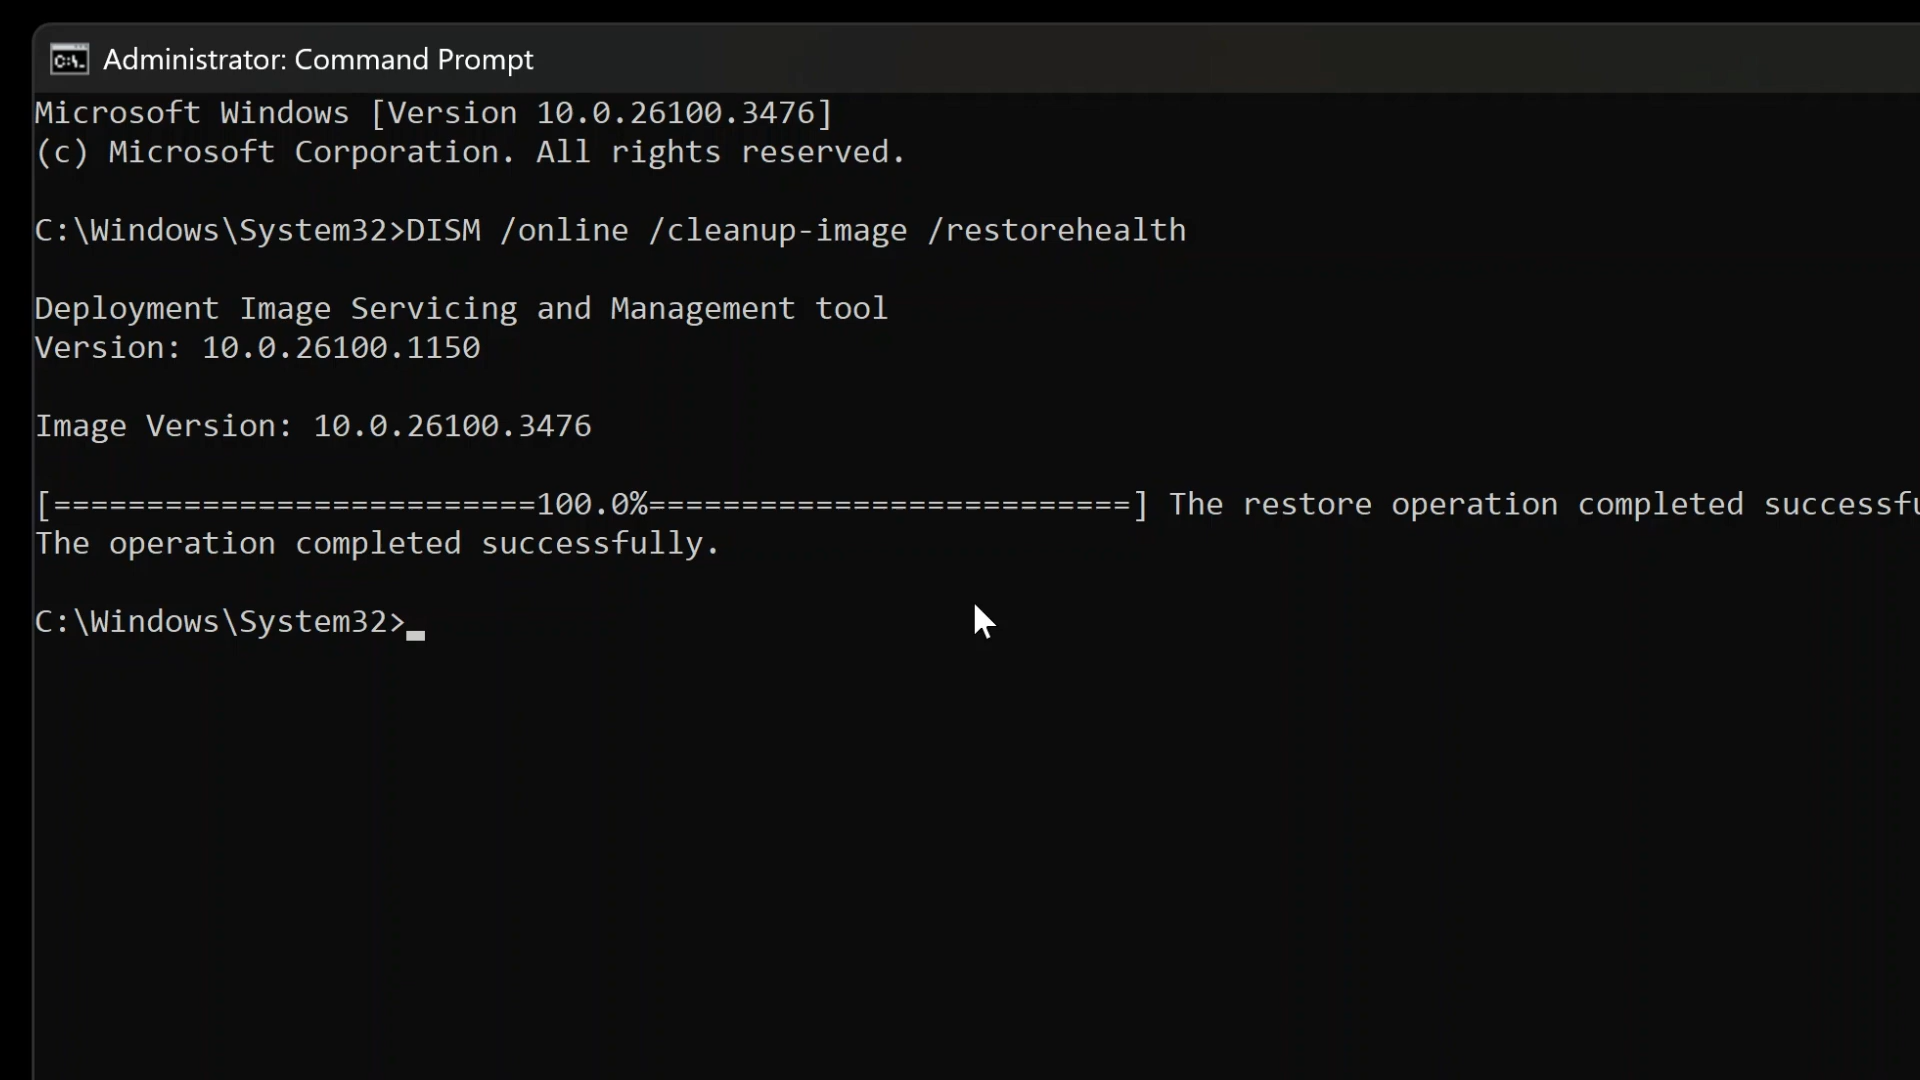 Administrator: Command Prompt
Microsoft Windows [Version 10.0.26100.3476]
(c) Microsoft Corporation. All rights reserved.
C:\Windows\System32>DISM /online /cleanup-image /restorehealth
Deployment Image Servicing and Management tool
Version: 10.0.26100.1150
Image Version: 10.0.26100.3476
[==========================100.0%==========================] The restore operation completed successfu
The operation completed successfully.
C:\Windows\System32>